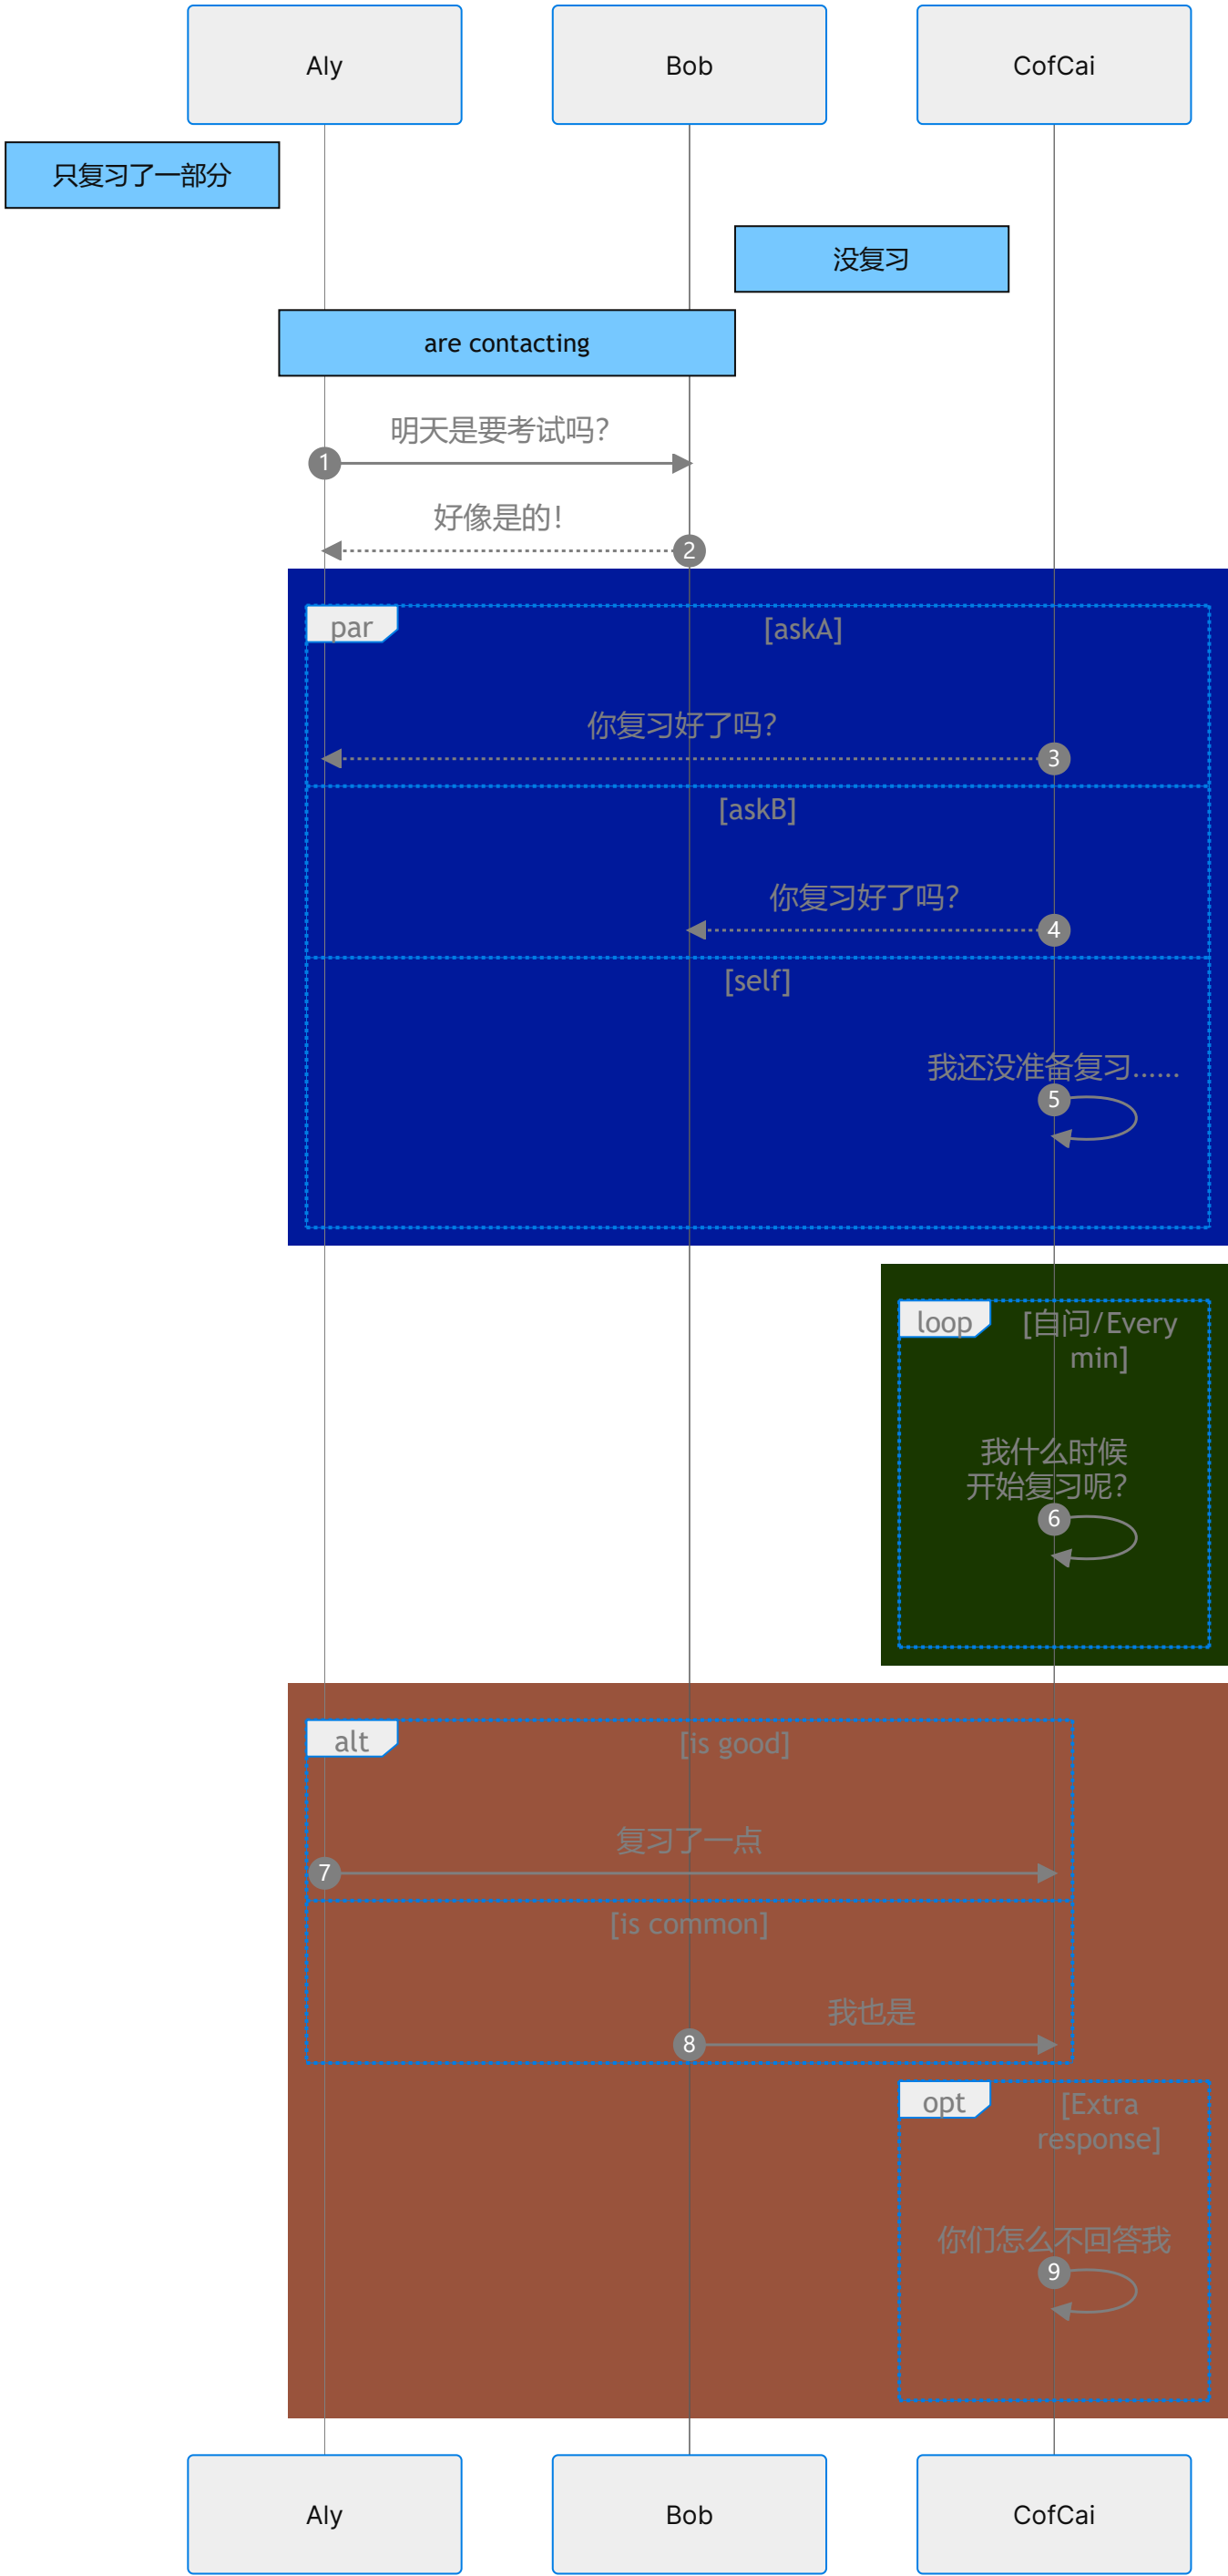 Aly
Bob
CofCai
只复习了一部分
没复习
are contacting
明天是要考试吗?
1
好像是的!
2
par
[askA]
你复习好了吗?
3
[askB]
你复习好了吗?
4
[self]
我还没准备复习......
5
loop
[自问/Every
min]
我什么时候
开始复习呢?
6
alt
[is good]
复习了一点
7
[is common]
我也是
8
opt
[Extra
response]
你们怎么不回答我
9
Aly
Bob
CofCai